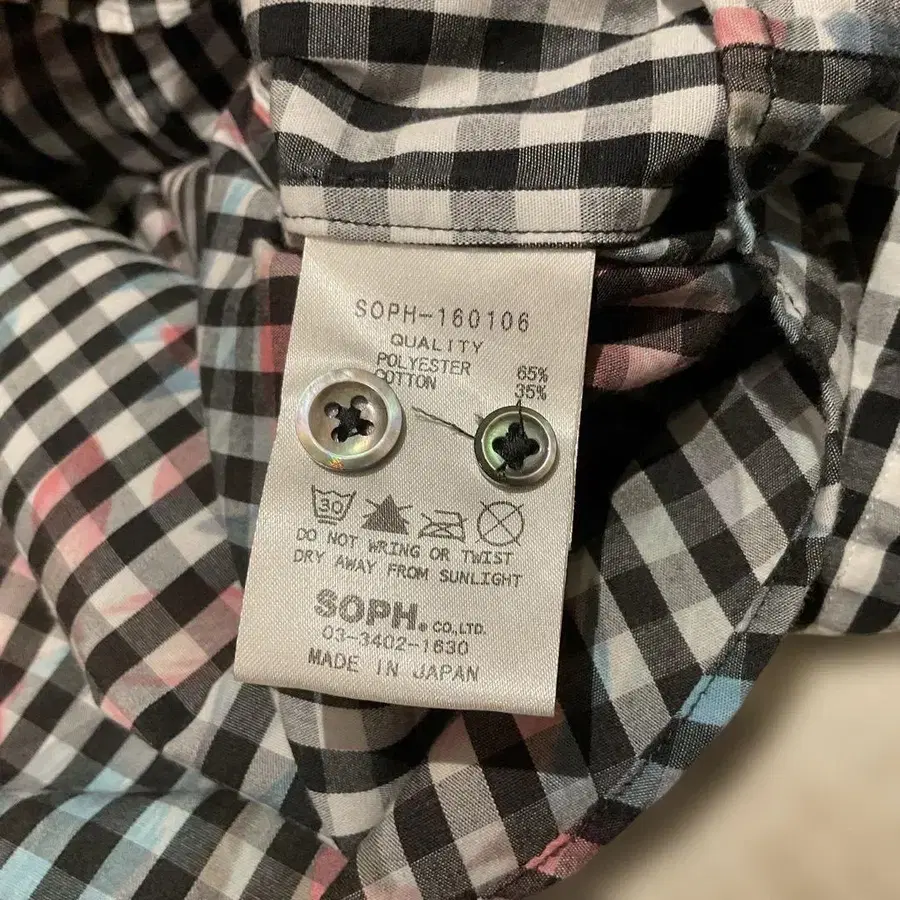 SOPH-160106
QUALITY
POLYESTER 65%
COTTON 35%
30
DO NOT WRING OR TWIST
DRY AWAY FROM SUNLIGHT
SOPH. CO.,LTD.
03-3402-1630
MADE IN JAPAN